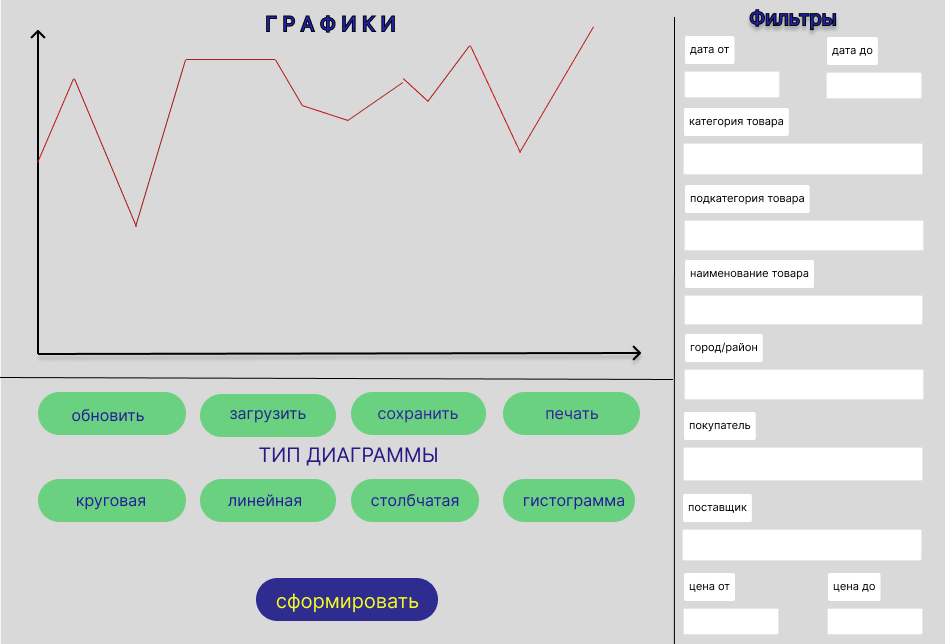 ГРАФИКИ
обновить
загрузить
сохранить
печать
ТИП ДИАГРАММЫ
круговая
линейная
столбчатая
гистограмма
сформировать
Фильтры
дата от
дата до
категория товара
подкатегория товара
наименование товара
город/район
покупатель
поставщик
цена от
цена до